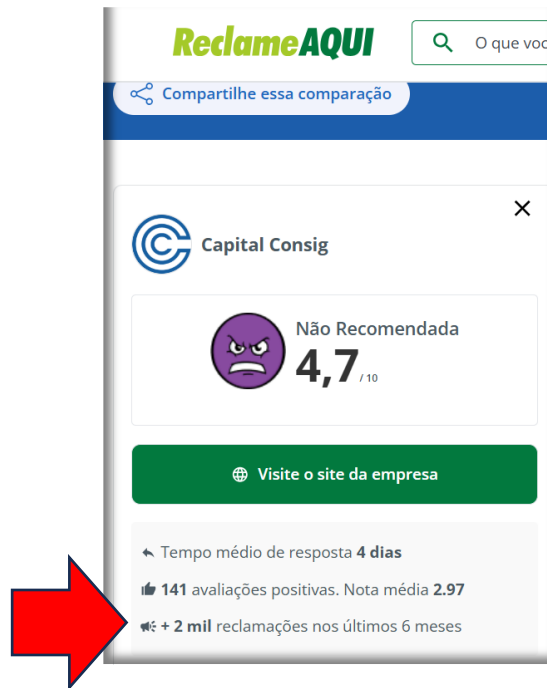 ReclameAQUI
O que voc
Compartilhe essa comparação
Capital Consig
Não Recomendada
4,7 / 10
Visite o site da empresa
Tempo médio de resposta 4 dias
141 avaliações positivas. Nota média 2.97
+ 2 mil reclamações nos últimos 6 meses